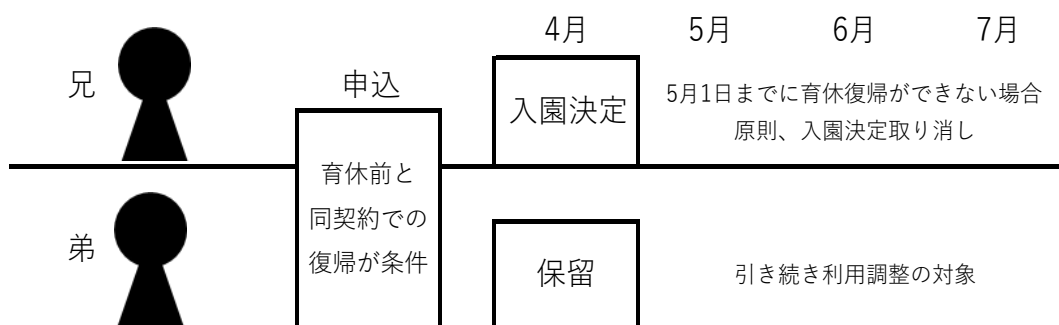 4月 5月 6月 7月
兄
申込
入園決定
5月1日までに育休復帰ができない場合
原則、入園決定取り消し
育休前と
同契約での
復帰が条件
弟
保留
引き続き利用調整の対象